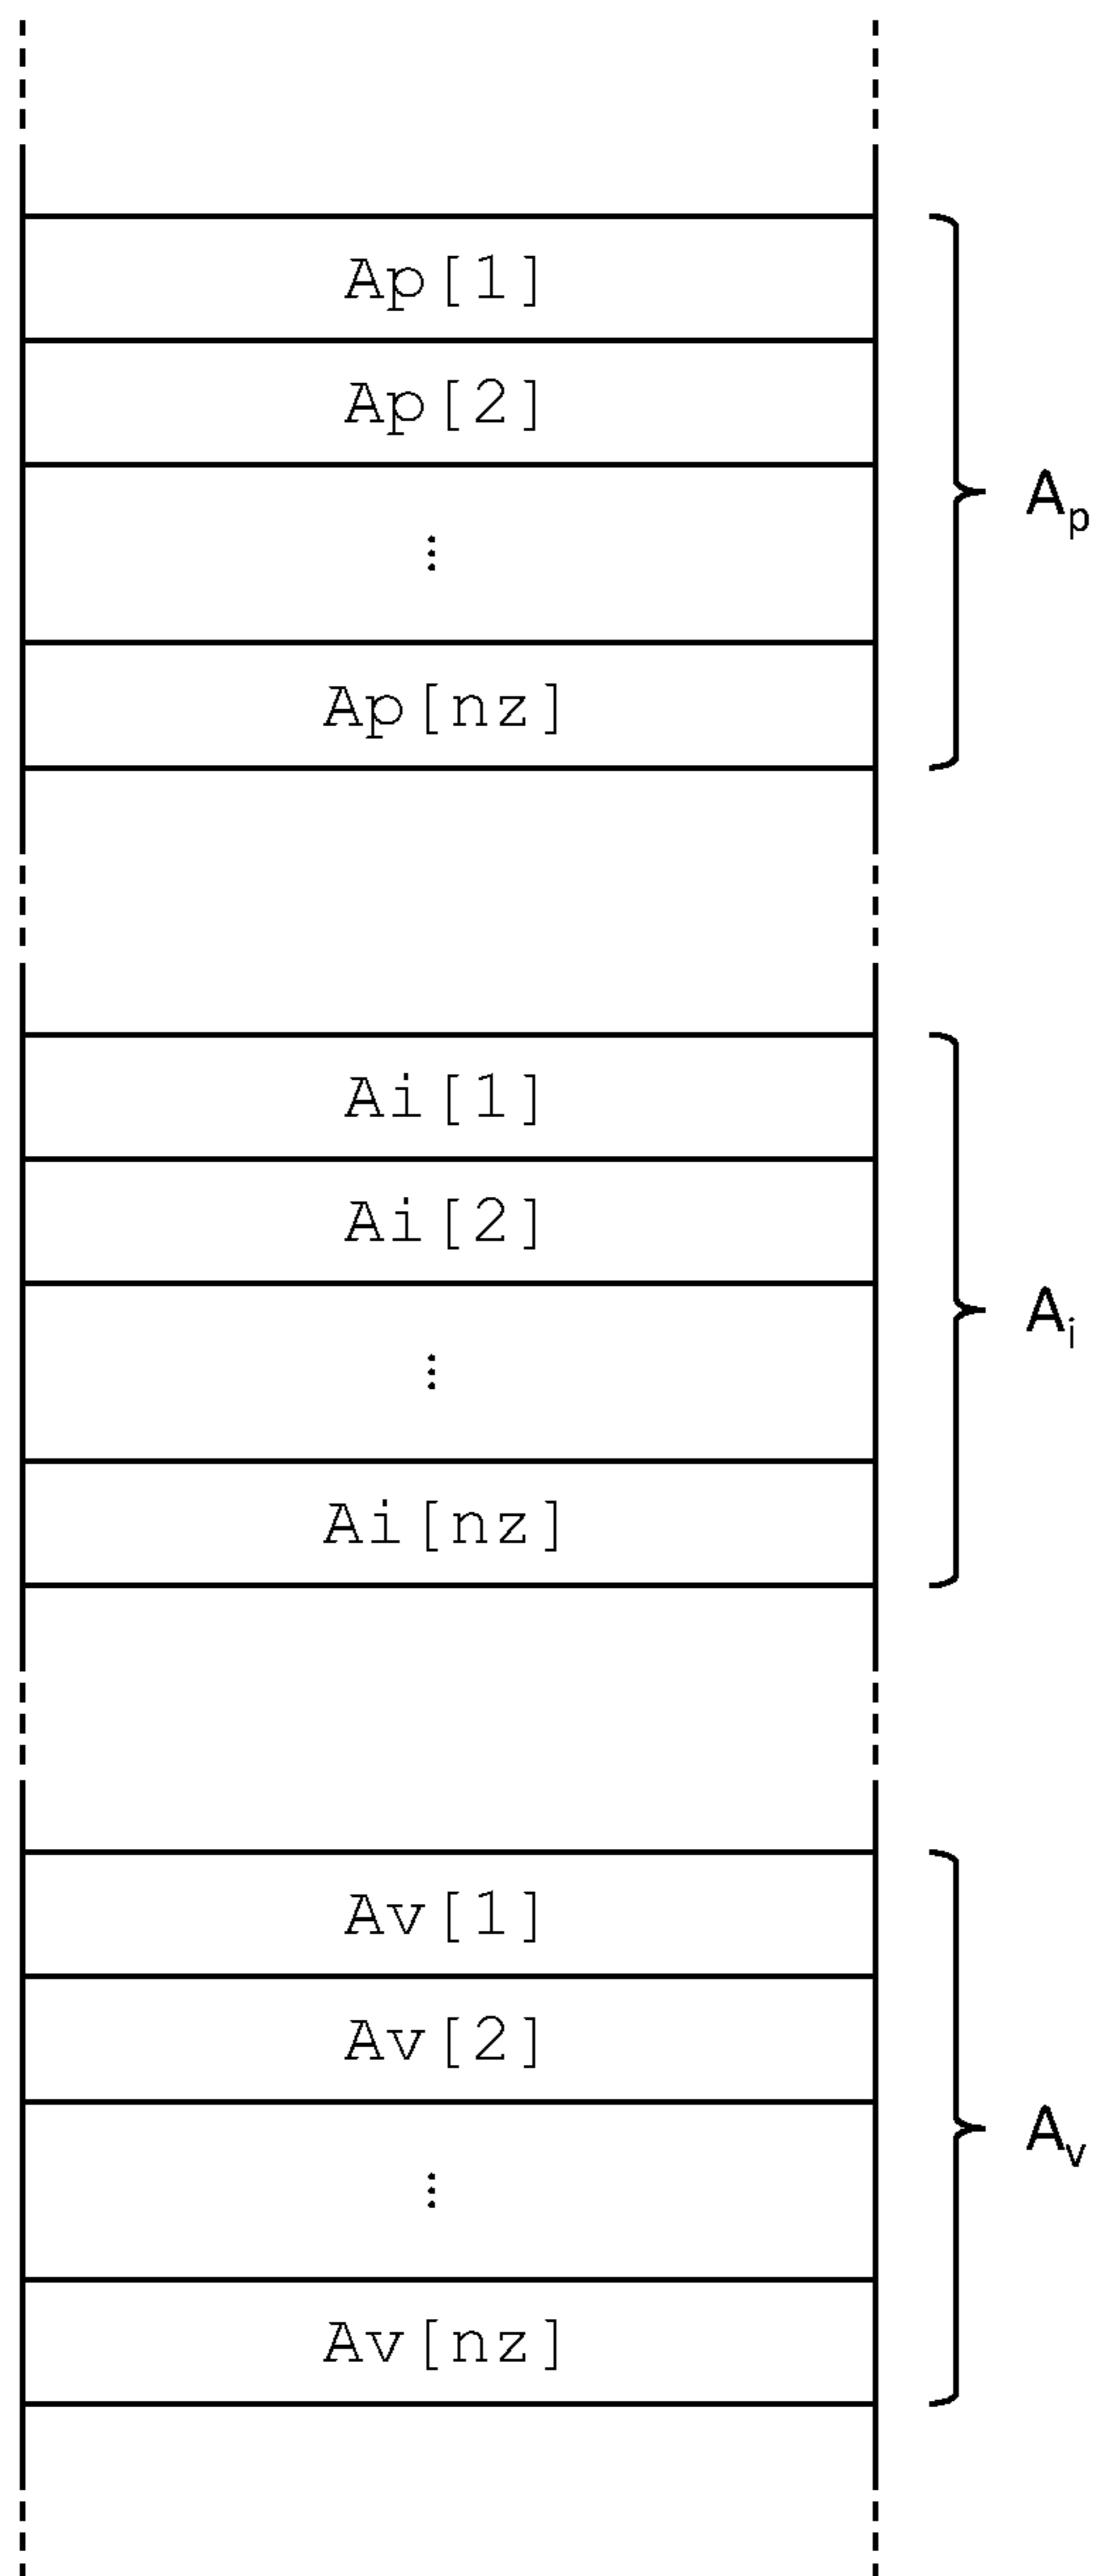 Ap[1]
Ap[2]
⋮
Ap[nz]
Aₚ
Ai[1]
Ai[2]
⋮
Ai[nz]
Aᵢ
Av[1]
Av[2]
⋮
Av[nz]
Aᵥ